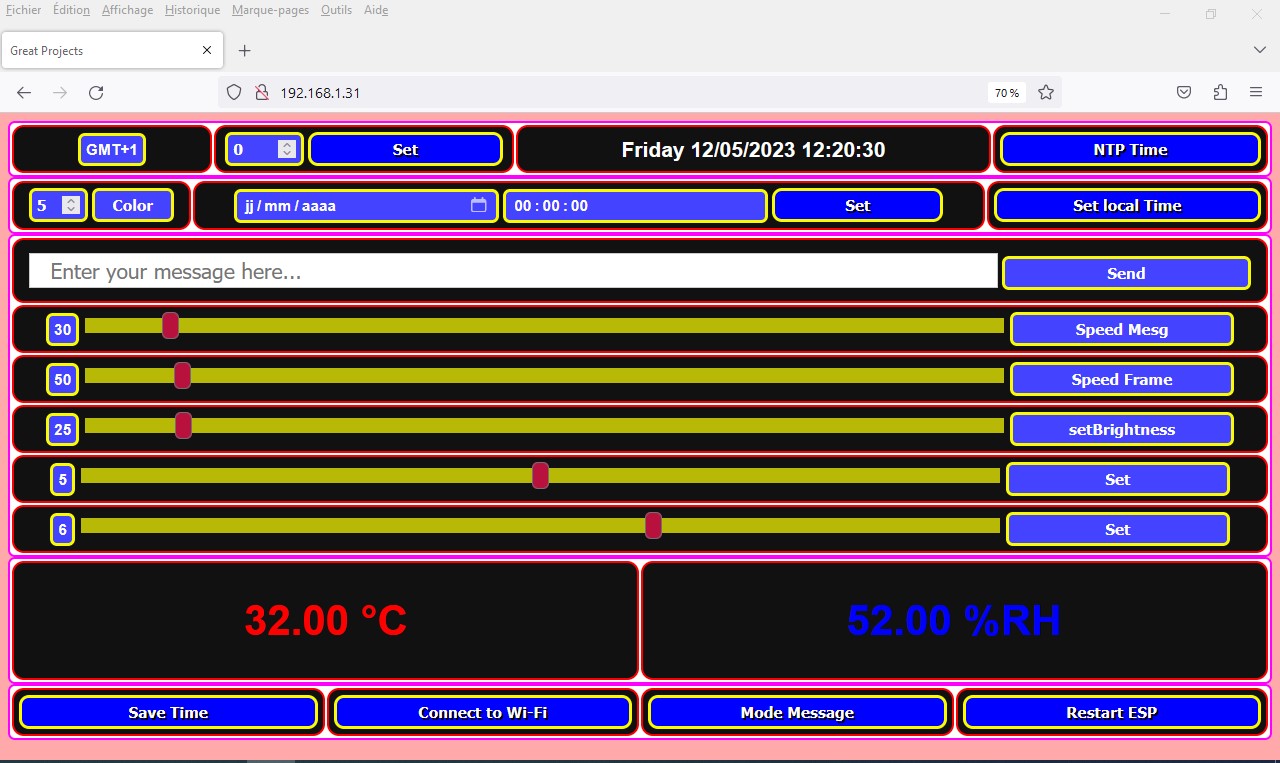 Fichier Édition Affichage Historique Marque-pages Outils Aide
Great Projects
192.168.1.31 70 %
GMT+1 0 Set Friday 12/05/2023 12:20:30 NTP Time
5 Color jj/mm/aaaa 00:00:00 Set Set local Time
Enter your message here... Send
30 Speed Mesg
50 Speed Frame
25 setBrightness
5 Set
6 Set
32.00 °C 52.00 %RH
Save Time Connect to Wi-Fi Mode Message Restart ESP